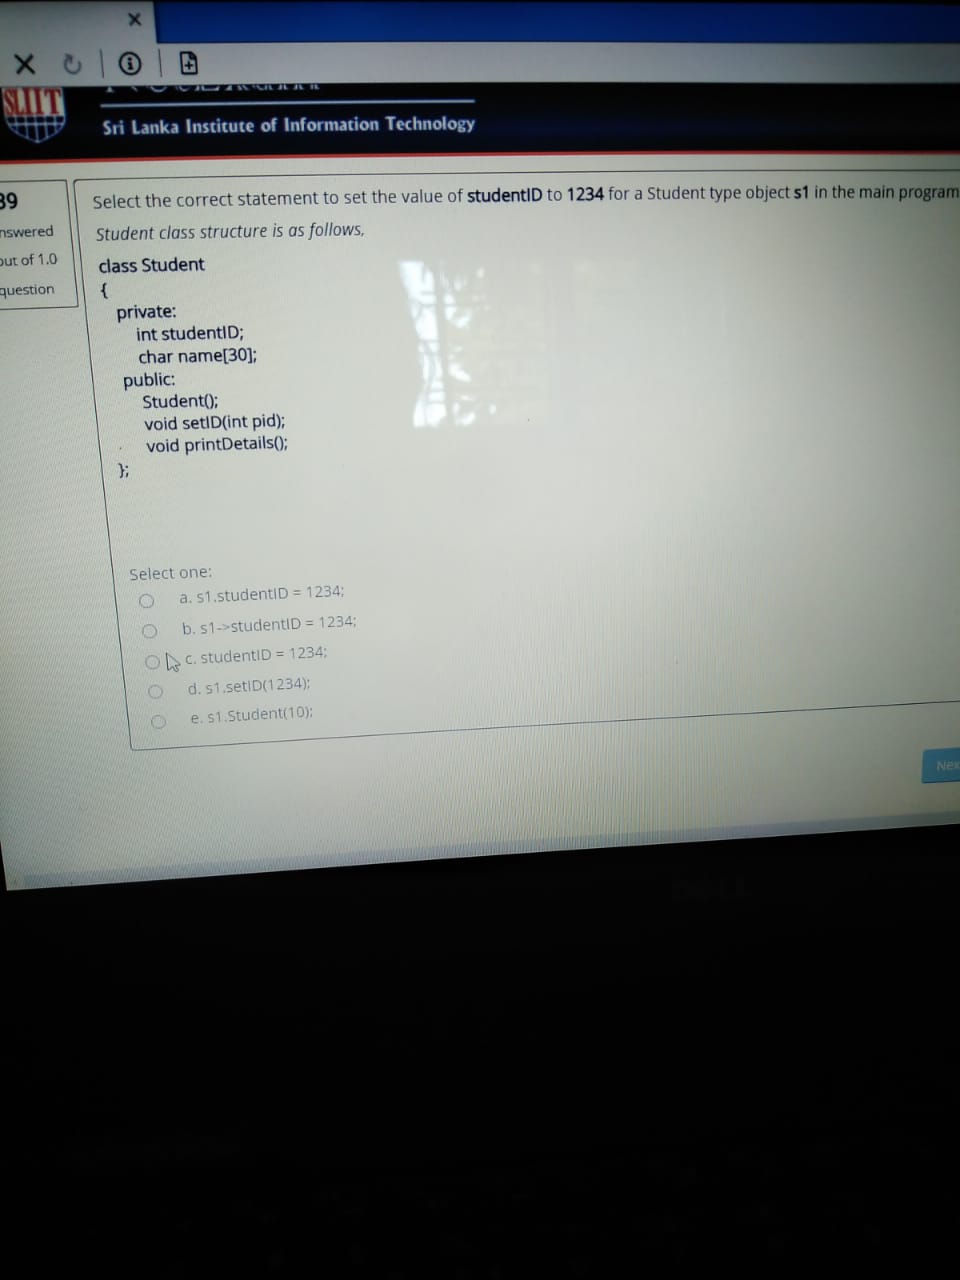 SLIIT
Sri Lanka Institute of Information Technology
39
nswered
out of 1.0
question
Select the correct statement to set the value of studentID to 1234 for a Student type object s1 in the main program
Student class structure is as follows,
class Student
{
private:
int studentID;
char name[30];
public:
Student();
void setID(int pid);
void printDetails();
};
Select one:
a. s1.studentID = 1234;
b. s1->studentID = 1234;
c. studentID = 1234;
d. s1.setID(1234);
e. s1.Student(10);
Nex